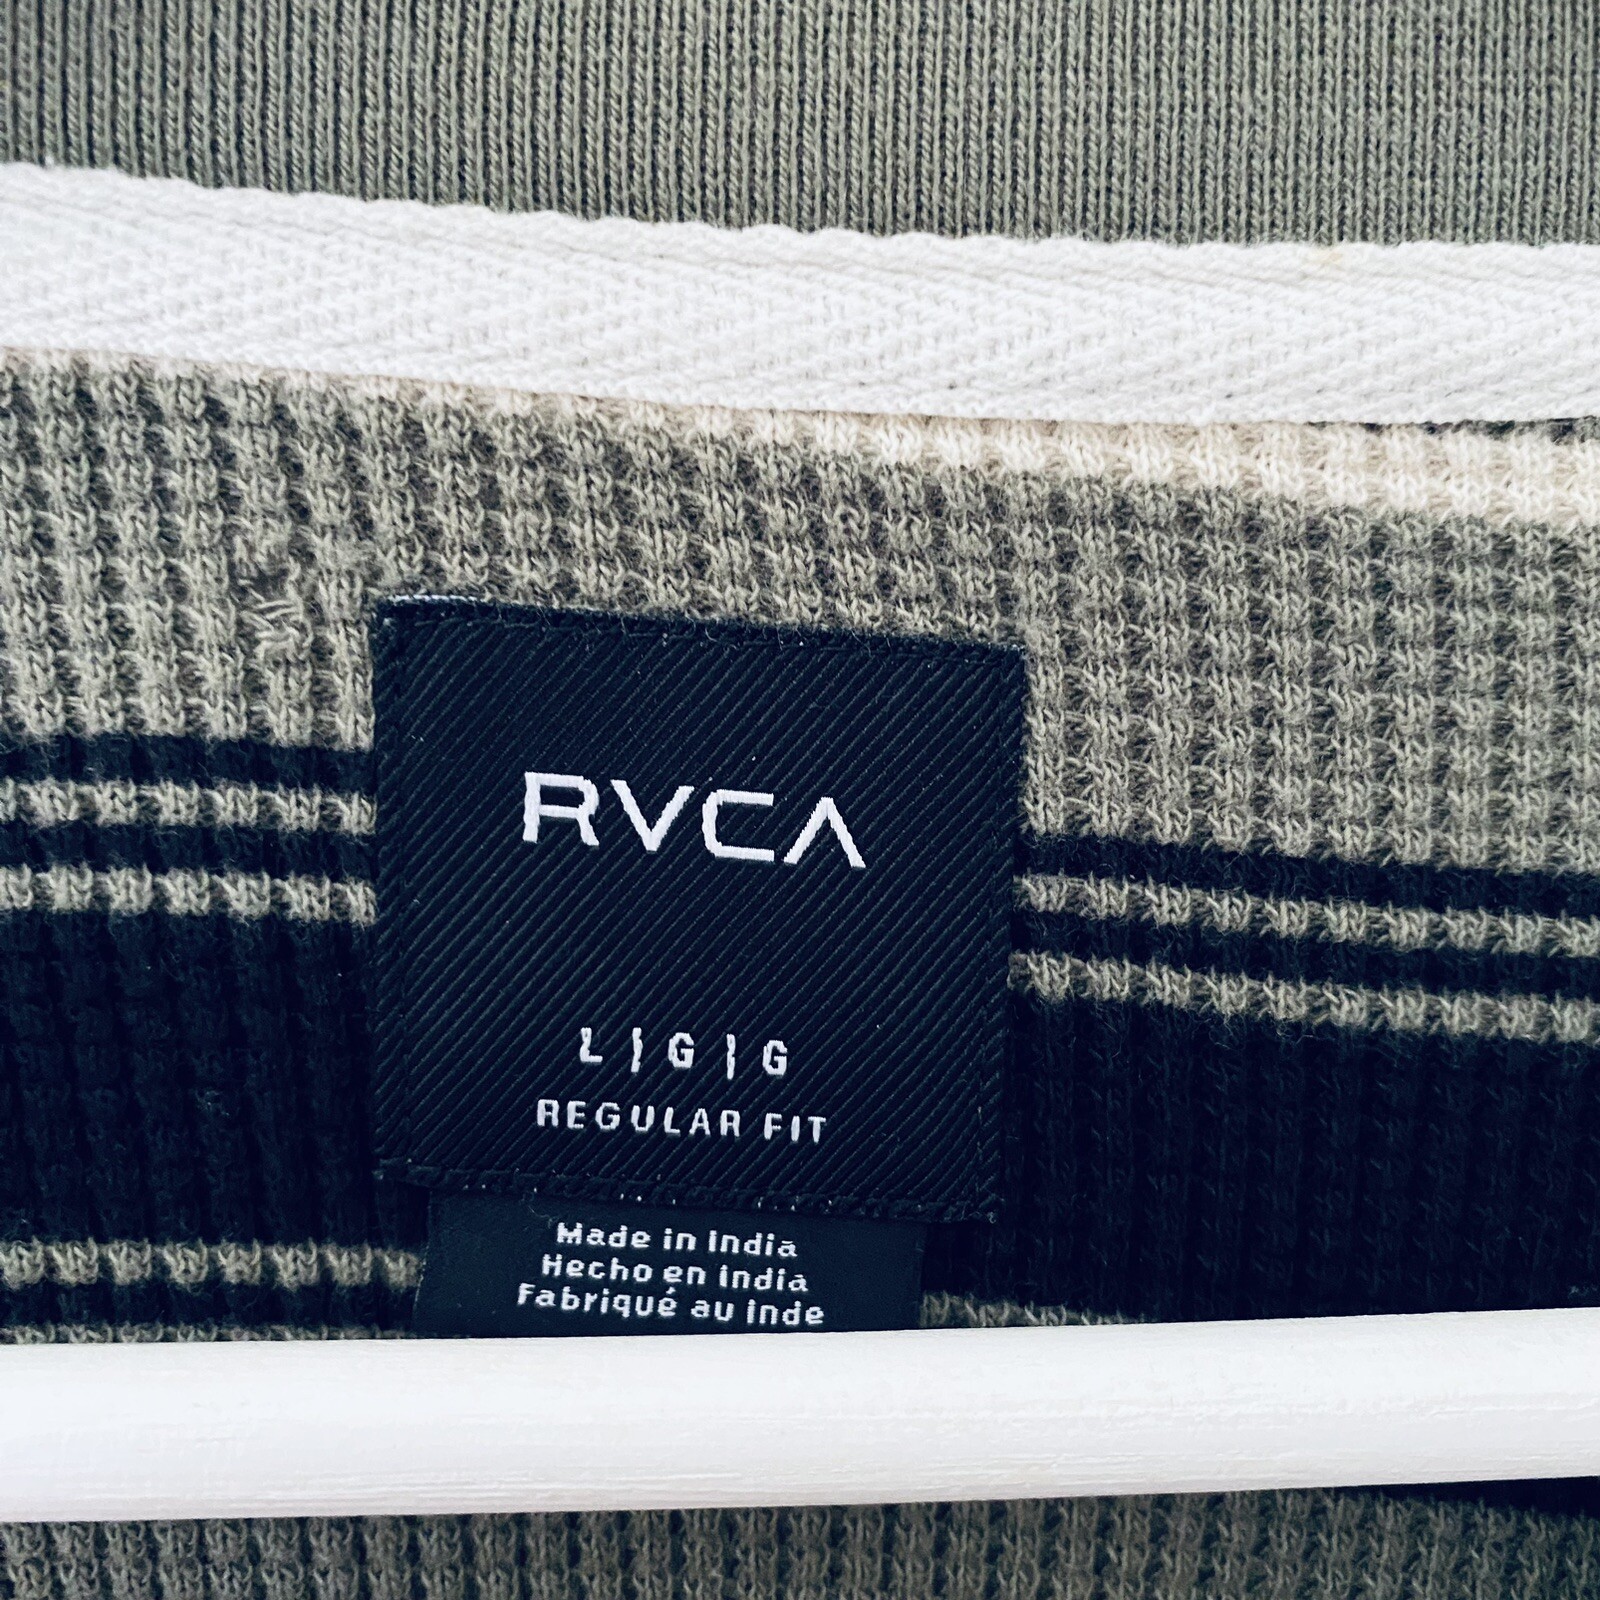 RVCA
L | G | G
REGULAR FIT
Made in India
Hecho en India
Fabriqué au Inde